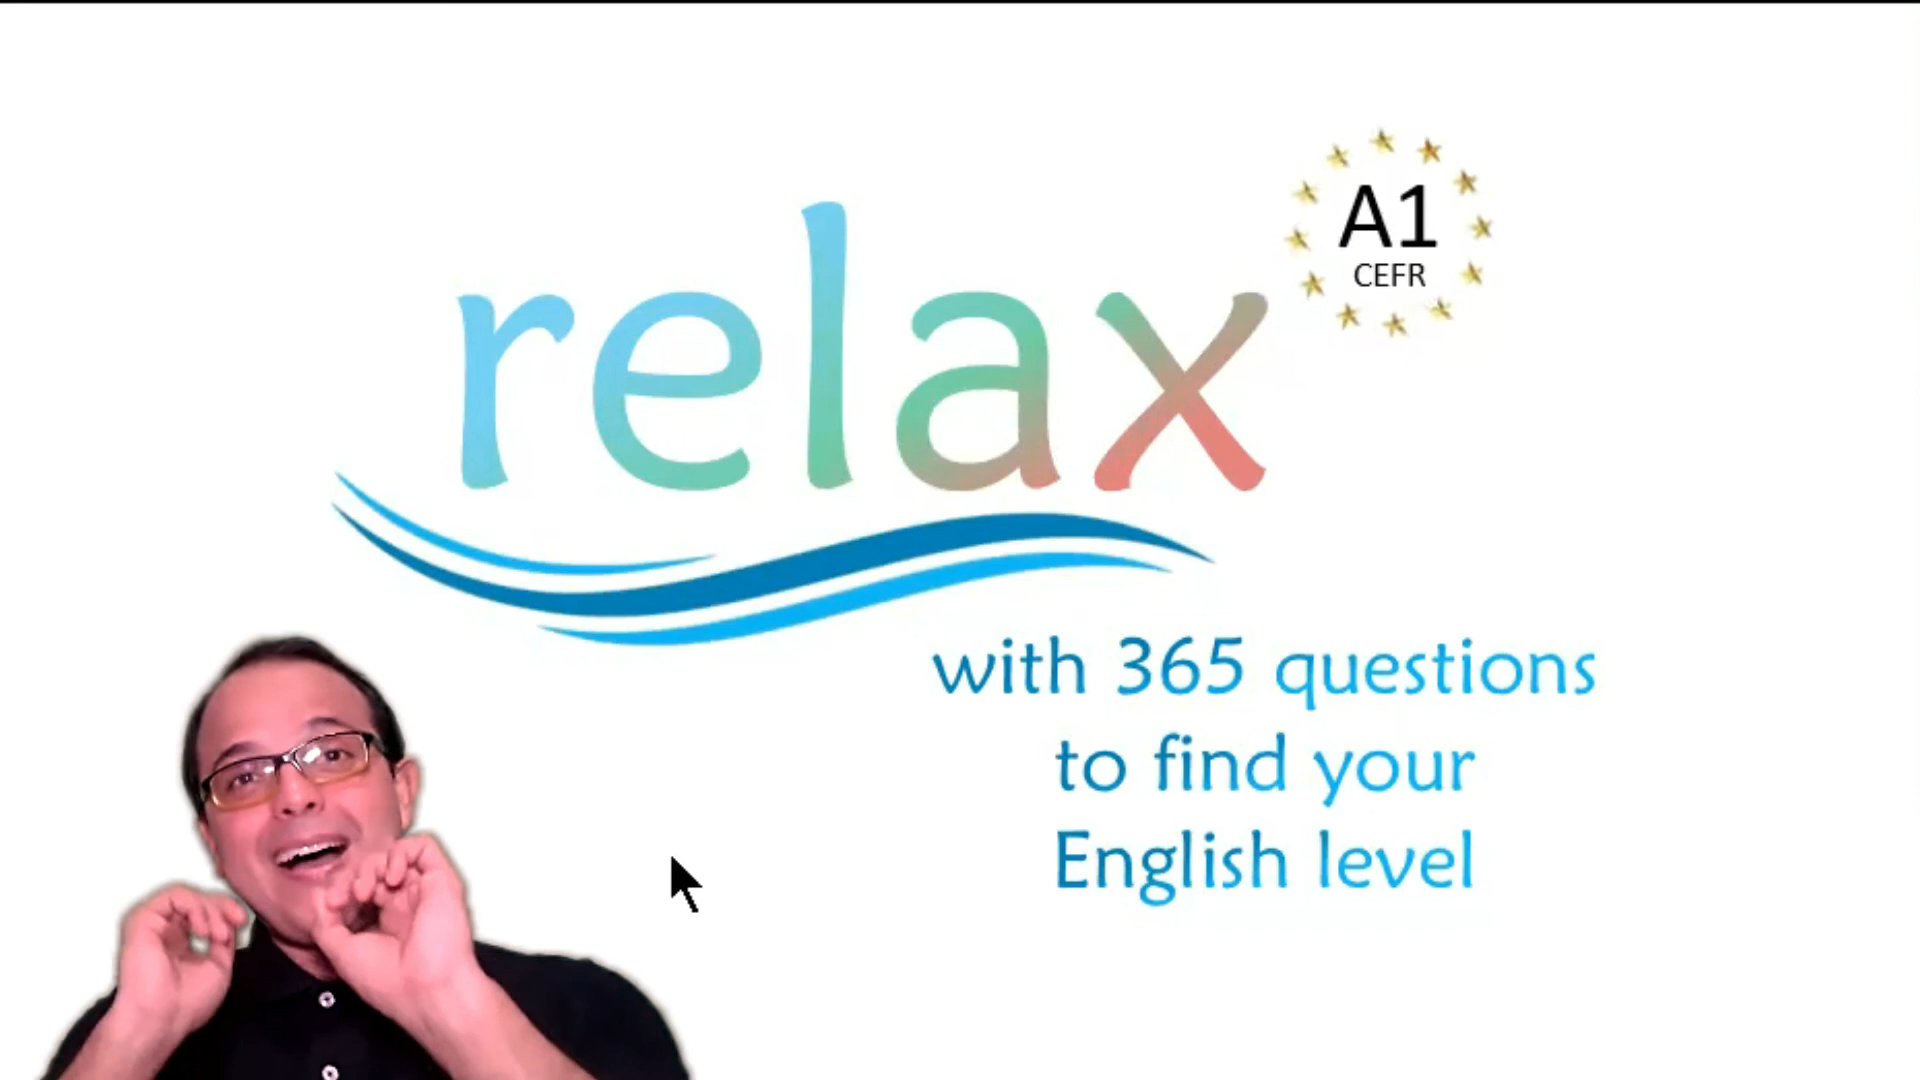 relax
A1
CEFR
with 365 questions
to find your
English level